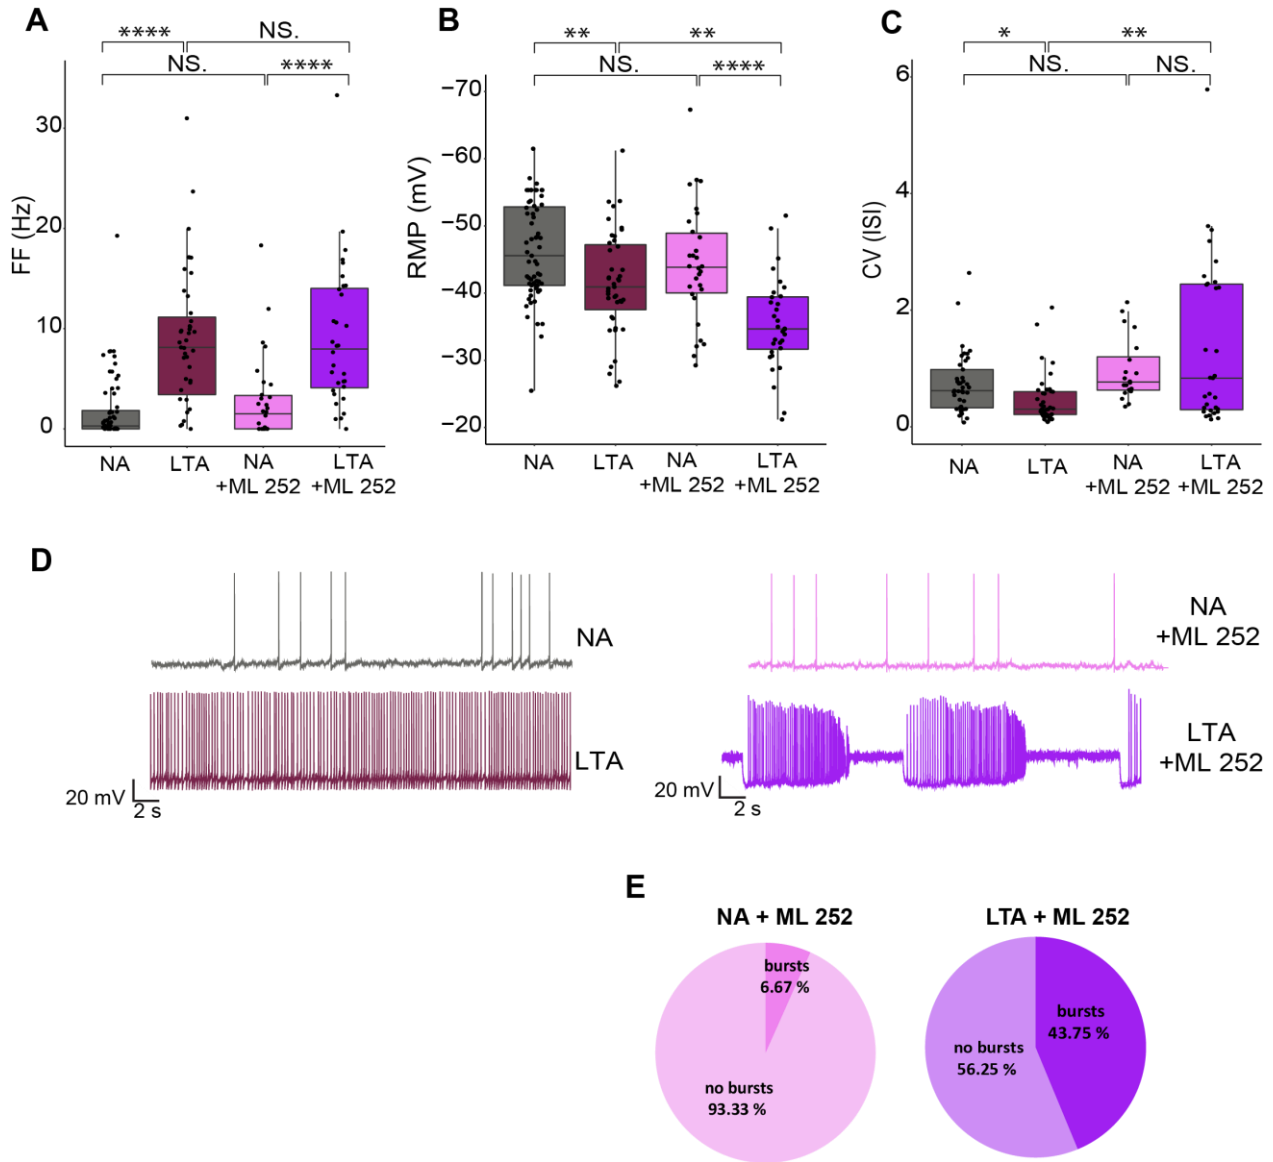 A
**** NS.
NS. ****
FF (Hz)
30
20
10
0
NA LTA NA LTA
+ML 252 +ML 252
B
** **
NS. ****
RMP (mV)
−70
−60
−50
−40
−30
−20
NA LTA NA LTA
+ML 252 +ML 252
C
* **
NS. NS.
CV (ISI)
6
4
2
0
NA LTA NA LTA
+ML 252 +ML 252
D
NA
LTA
20 mV
2 s
NA
+ML 252
LTA
+ML 252
20 mV
2 s
E
NA + ML 252
bursts
6.67 %
no bursts
93.33 %
LTA + ML 252
bursts
43.75 %
no bursts
56.25 %